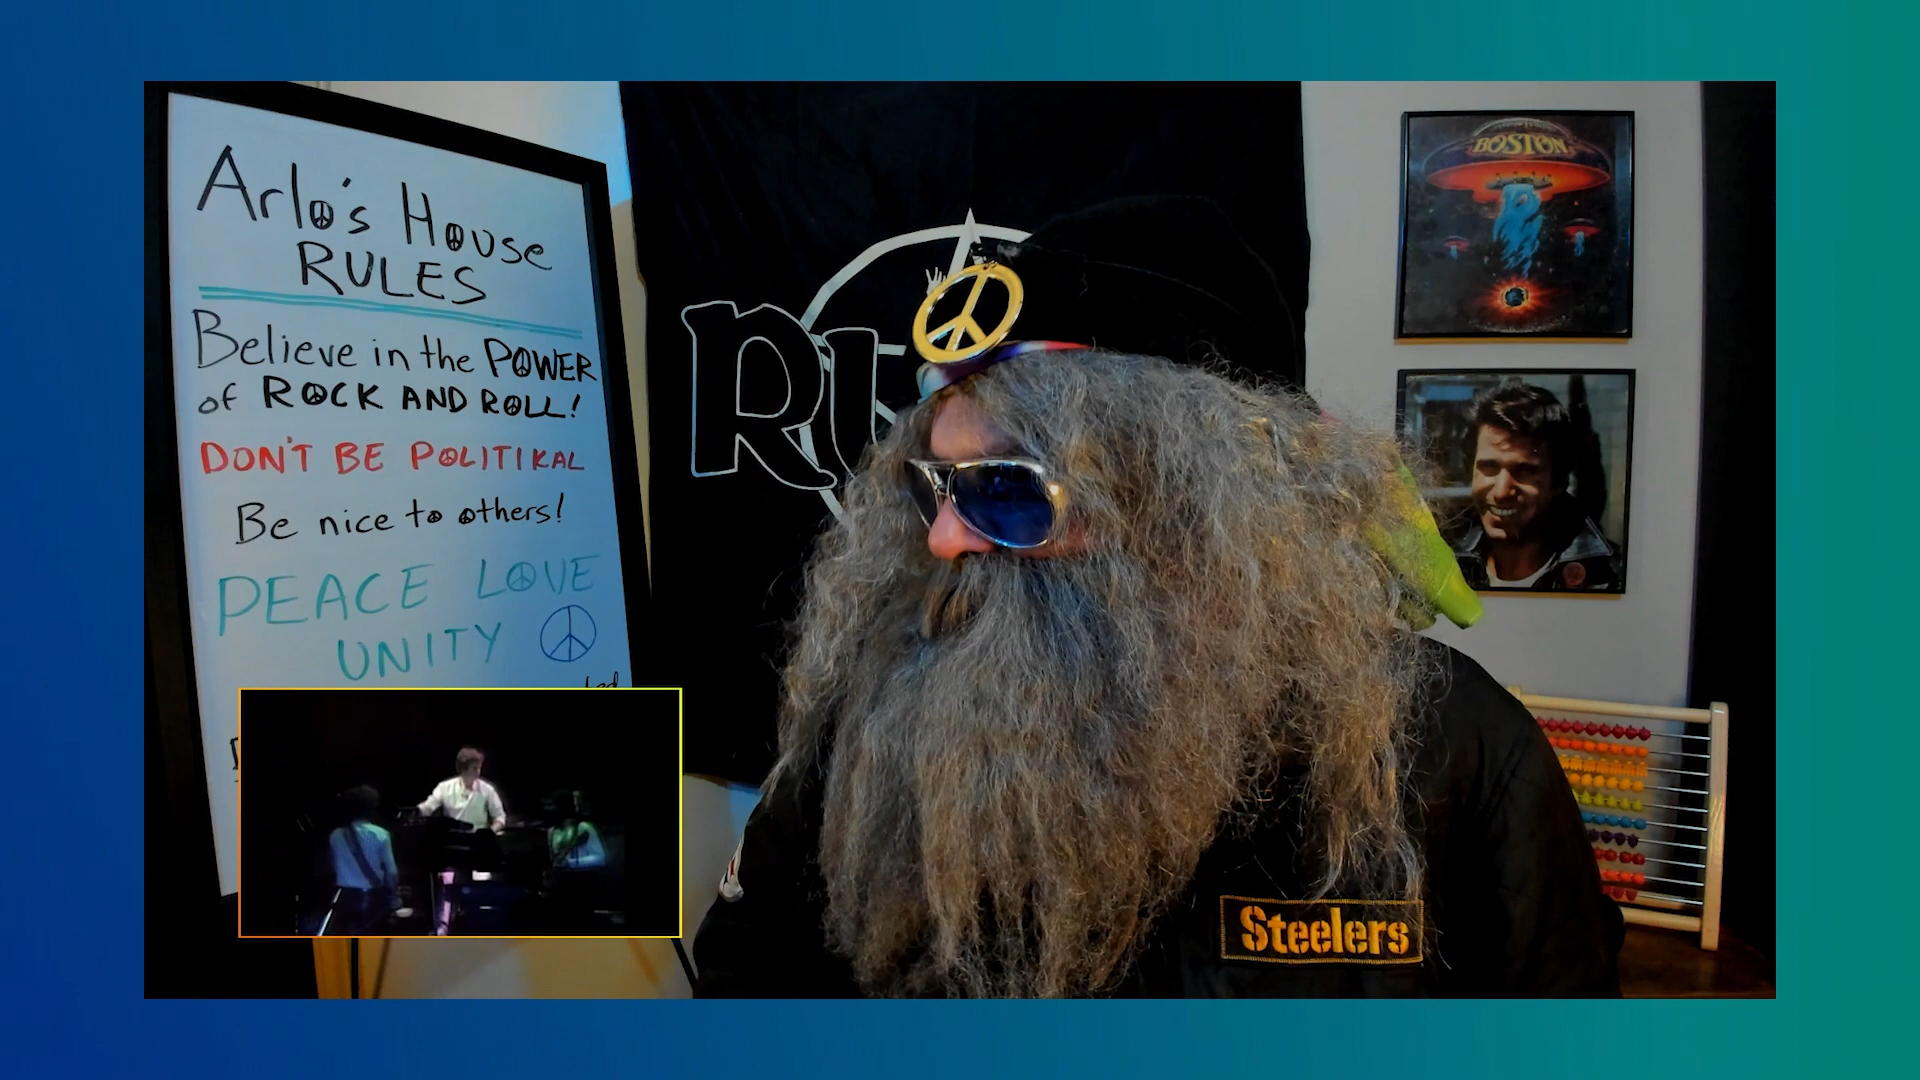 Arlo's House
RULES
Believe in the POWER
of ROCK AND ROLL!
DON'T BE POLITIKAL
Be nice to others!
PEACE LOVE
UNITY
BOSTON
Steelers